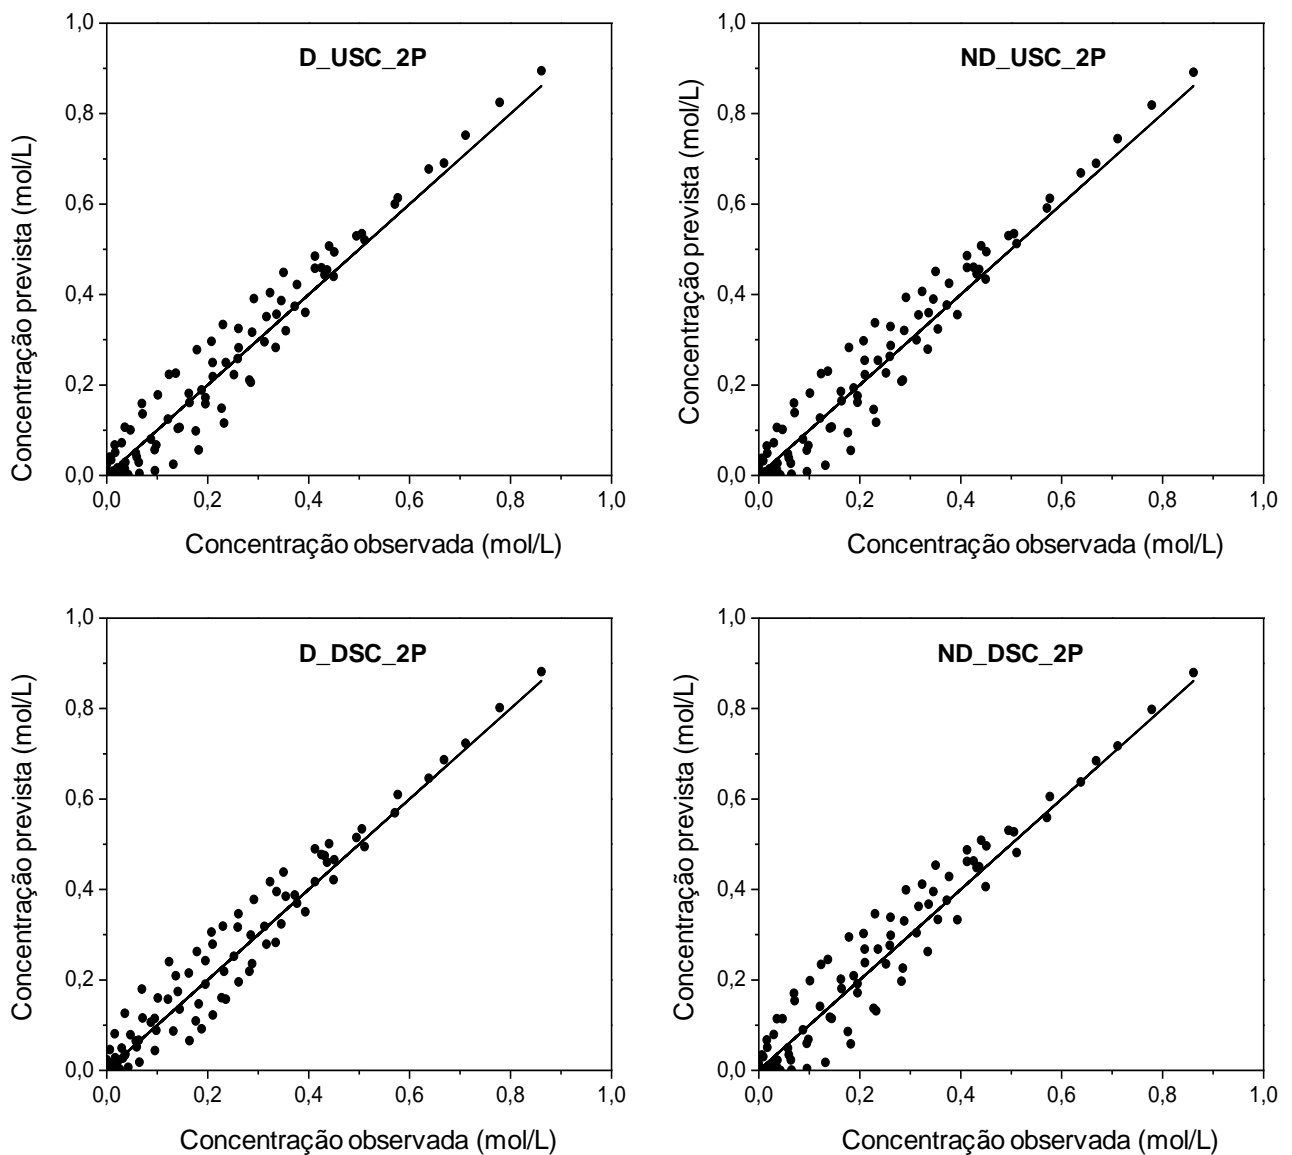 D_USC_2P
Concentração prevista (mol/L)
1,0
0,8
0,6
0,4
0,2
0,0
0,0 0,2 0,4 0,6 0,8 1,0
Concentração observada (mol/L)
ND_USC_2P
Concentração prevista (mol/L)
1,0
0,8
0,6
0,4
0,2
0,0
0,0 0,2 0,4 0,6 0,8 1,0
Concentração observada (mol/L)
D_DSC_2P
Concentração prevista (mol/L)
1,0
0,8
0,6
0,4
0,2
0,0
0,0 0,2 0,4 0,6 0,8 1,0
Concentração observada (mol/L)
ND_DSC_2P
Concentração prevista (mol/L)
1,0
0,8
0,6
0,4
0,2
0,0
0,0 0,2 0,4 0,6 0,8 1,0
Concentração observada (mol/L)